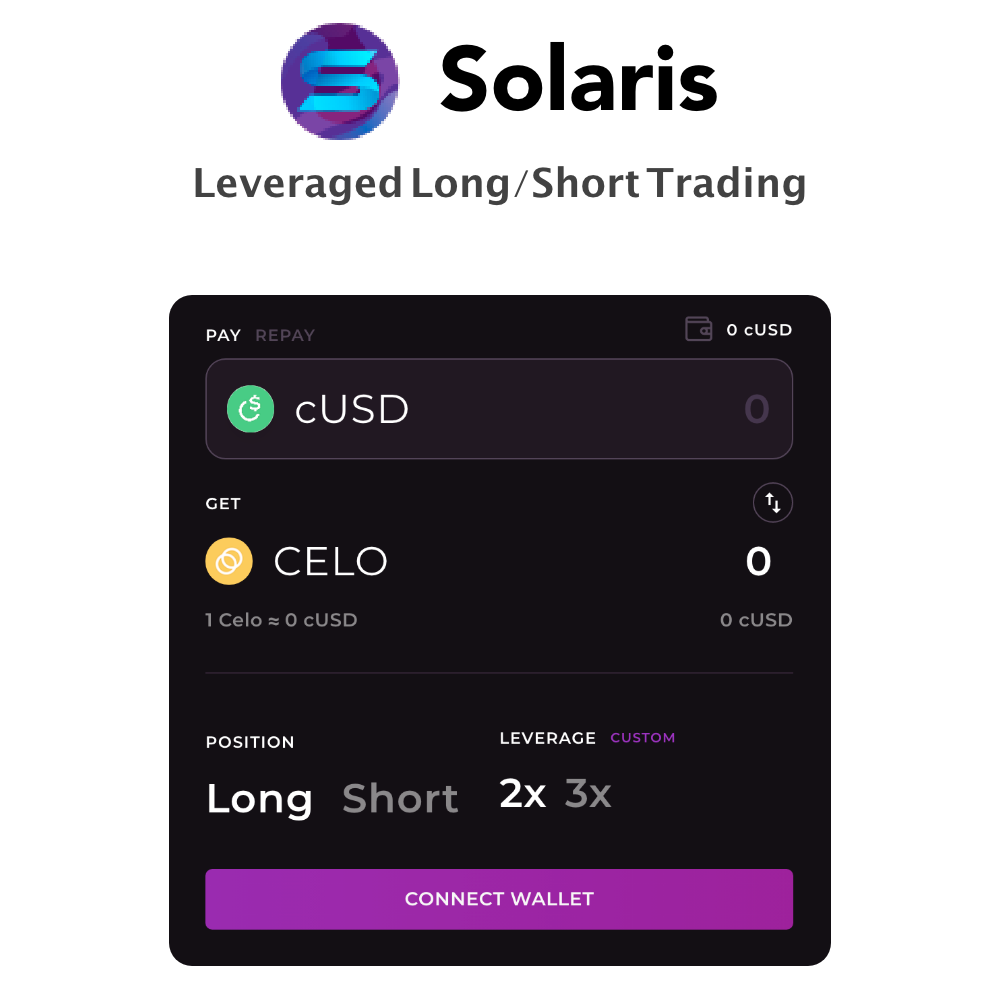 Solaris
Leveraged Long/Short Trading
PAY REPAY 0 cUSD
cUSD 0
GET
CELO 0
1 Celo ≈ 0 cUSD 0 cUSD
POSITION LEVERAGE CUSTOM
Long Short 2x 3x
CONNECT WALLET